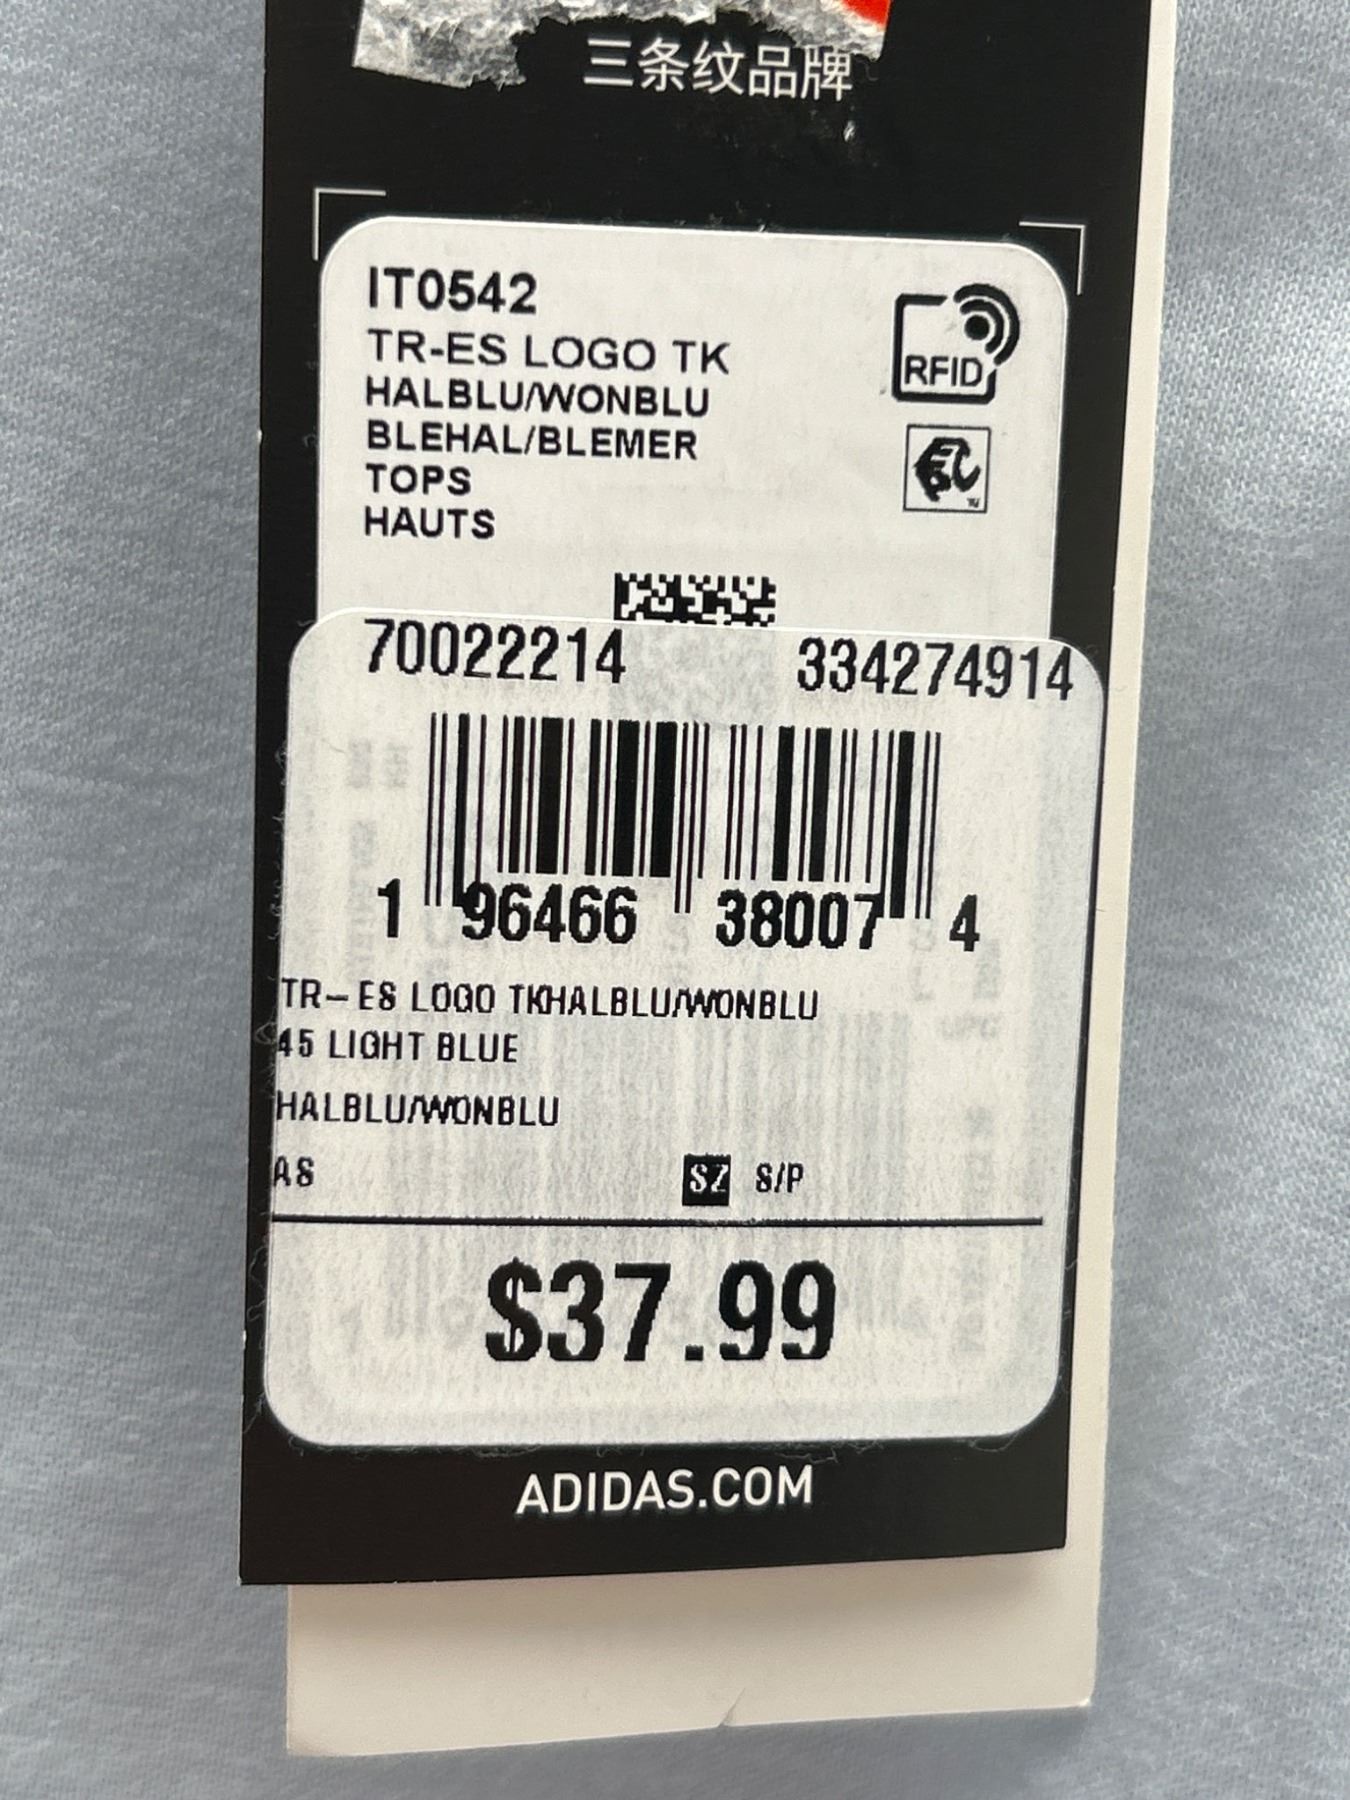 三条纹品牌
IT0542
TR-ES LOGO TK
HALBLU/WONBLU
BLEHAL/BLEMER
TOPS
HAUTS
RFID
70022214 334274914
1 96466 38007 4
TR-ES LOGO TKHALBLU/WONBLU
45 LIGHT BLUE
HALBLU/WONBLU
AS SZ S/P
$37.99
ADIDAS.COM